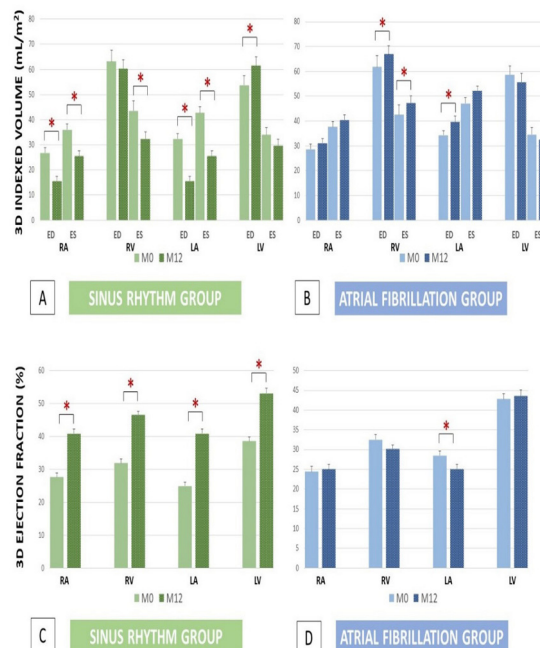 3D INDEXED VOLUME (mL/m²)
80
70
60
50
40
30
20
10
0
* * * * * *
ED ES ED ES ED ES ED ES
RA RV LA LV
M0 M12
A SINUS RHYTHM GROUP
90
80
70
60
50
40
30
20
10
0
* * *
ED ES ED ES ED ES ED ES
RA RV LA LV
M0 M12
B ATRIAL FIBRILLATION GROUP
3D EJECTION FRACTION (%)
60
50
40
30
20
10
0
* * * *
RA RV LA LV
M0 M12
C SINUS RHYTHM GROUP
50
45
40
35
30
25
20
15
10
5
0
*
RA RV LA LV
M0 M12
D ATRIAL FIBRILLATION GROUP